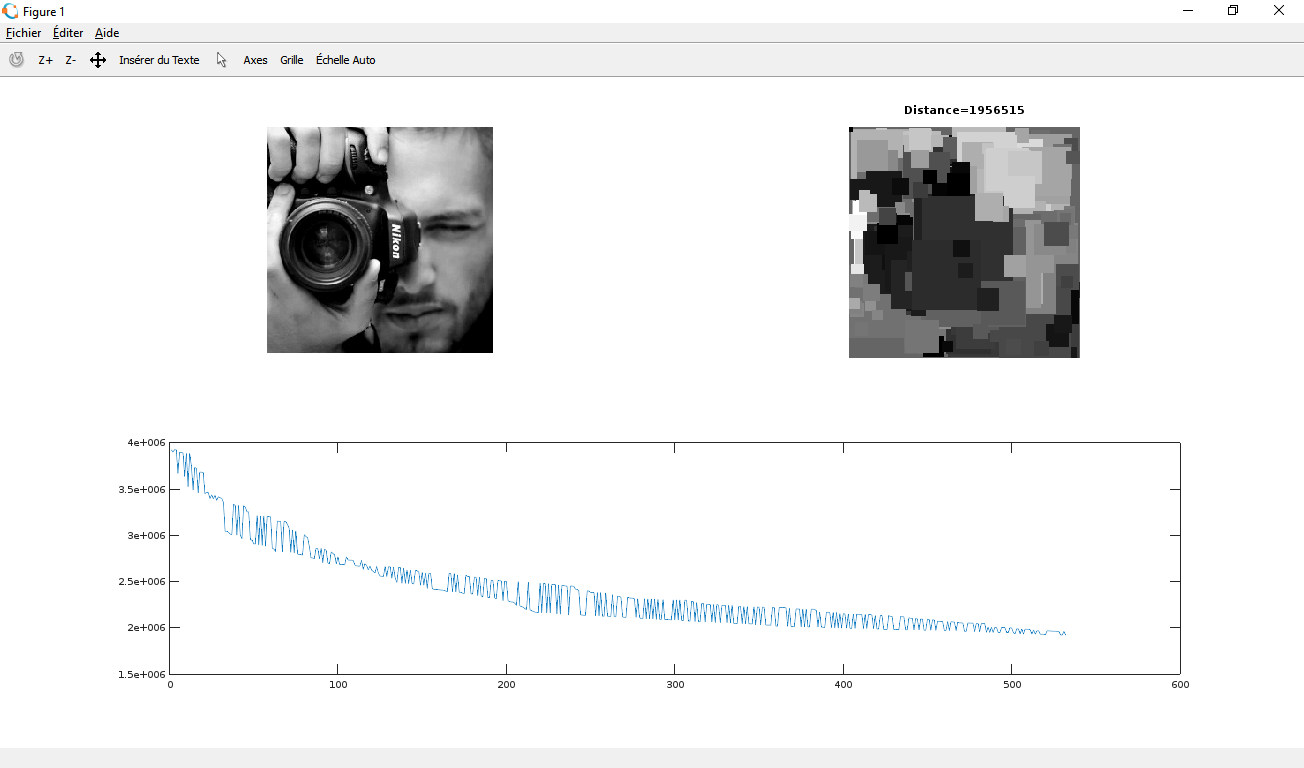 Figure 1
Fichier Éditer Aide
Z+ Z- Insérer du Texte Axes Grille Échelle Auto
Distance=1956515
Nikon
4e+006
3.5e+006
3e+006
2.5e+006
2e+006
1.5e+006
0 100 200 300 400 500 600